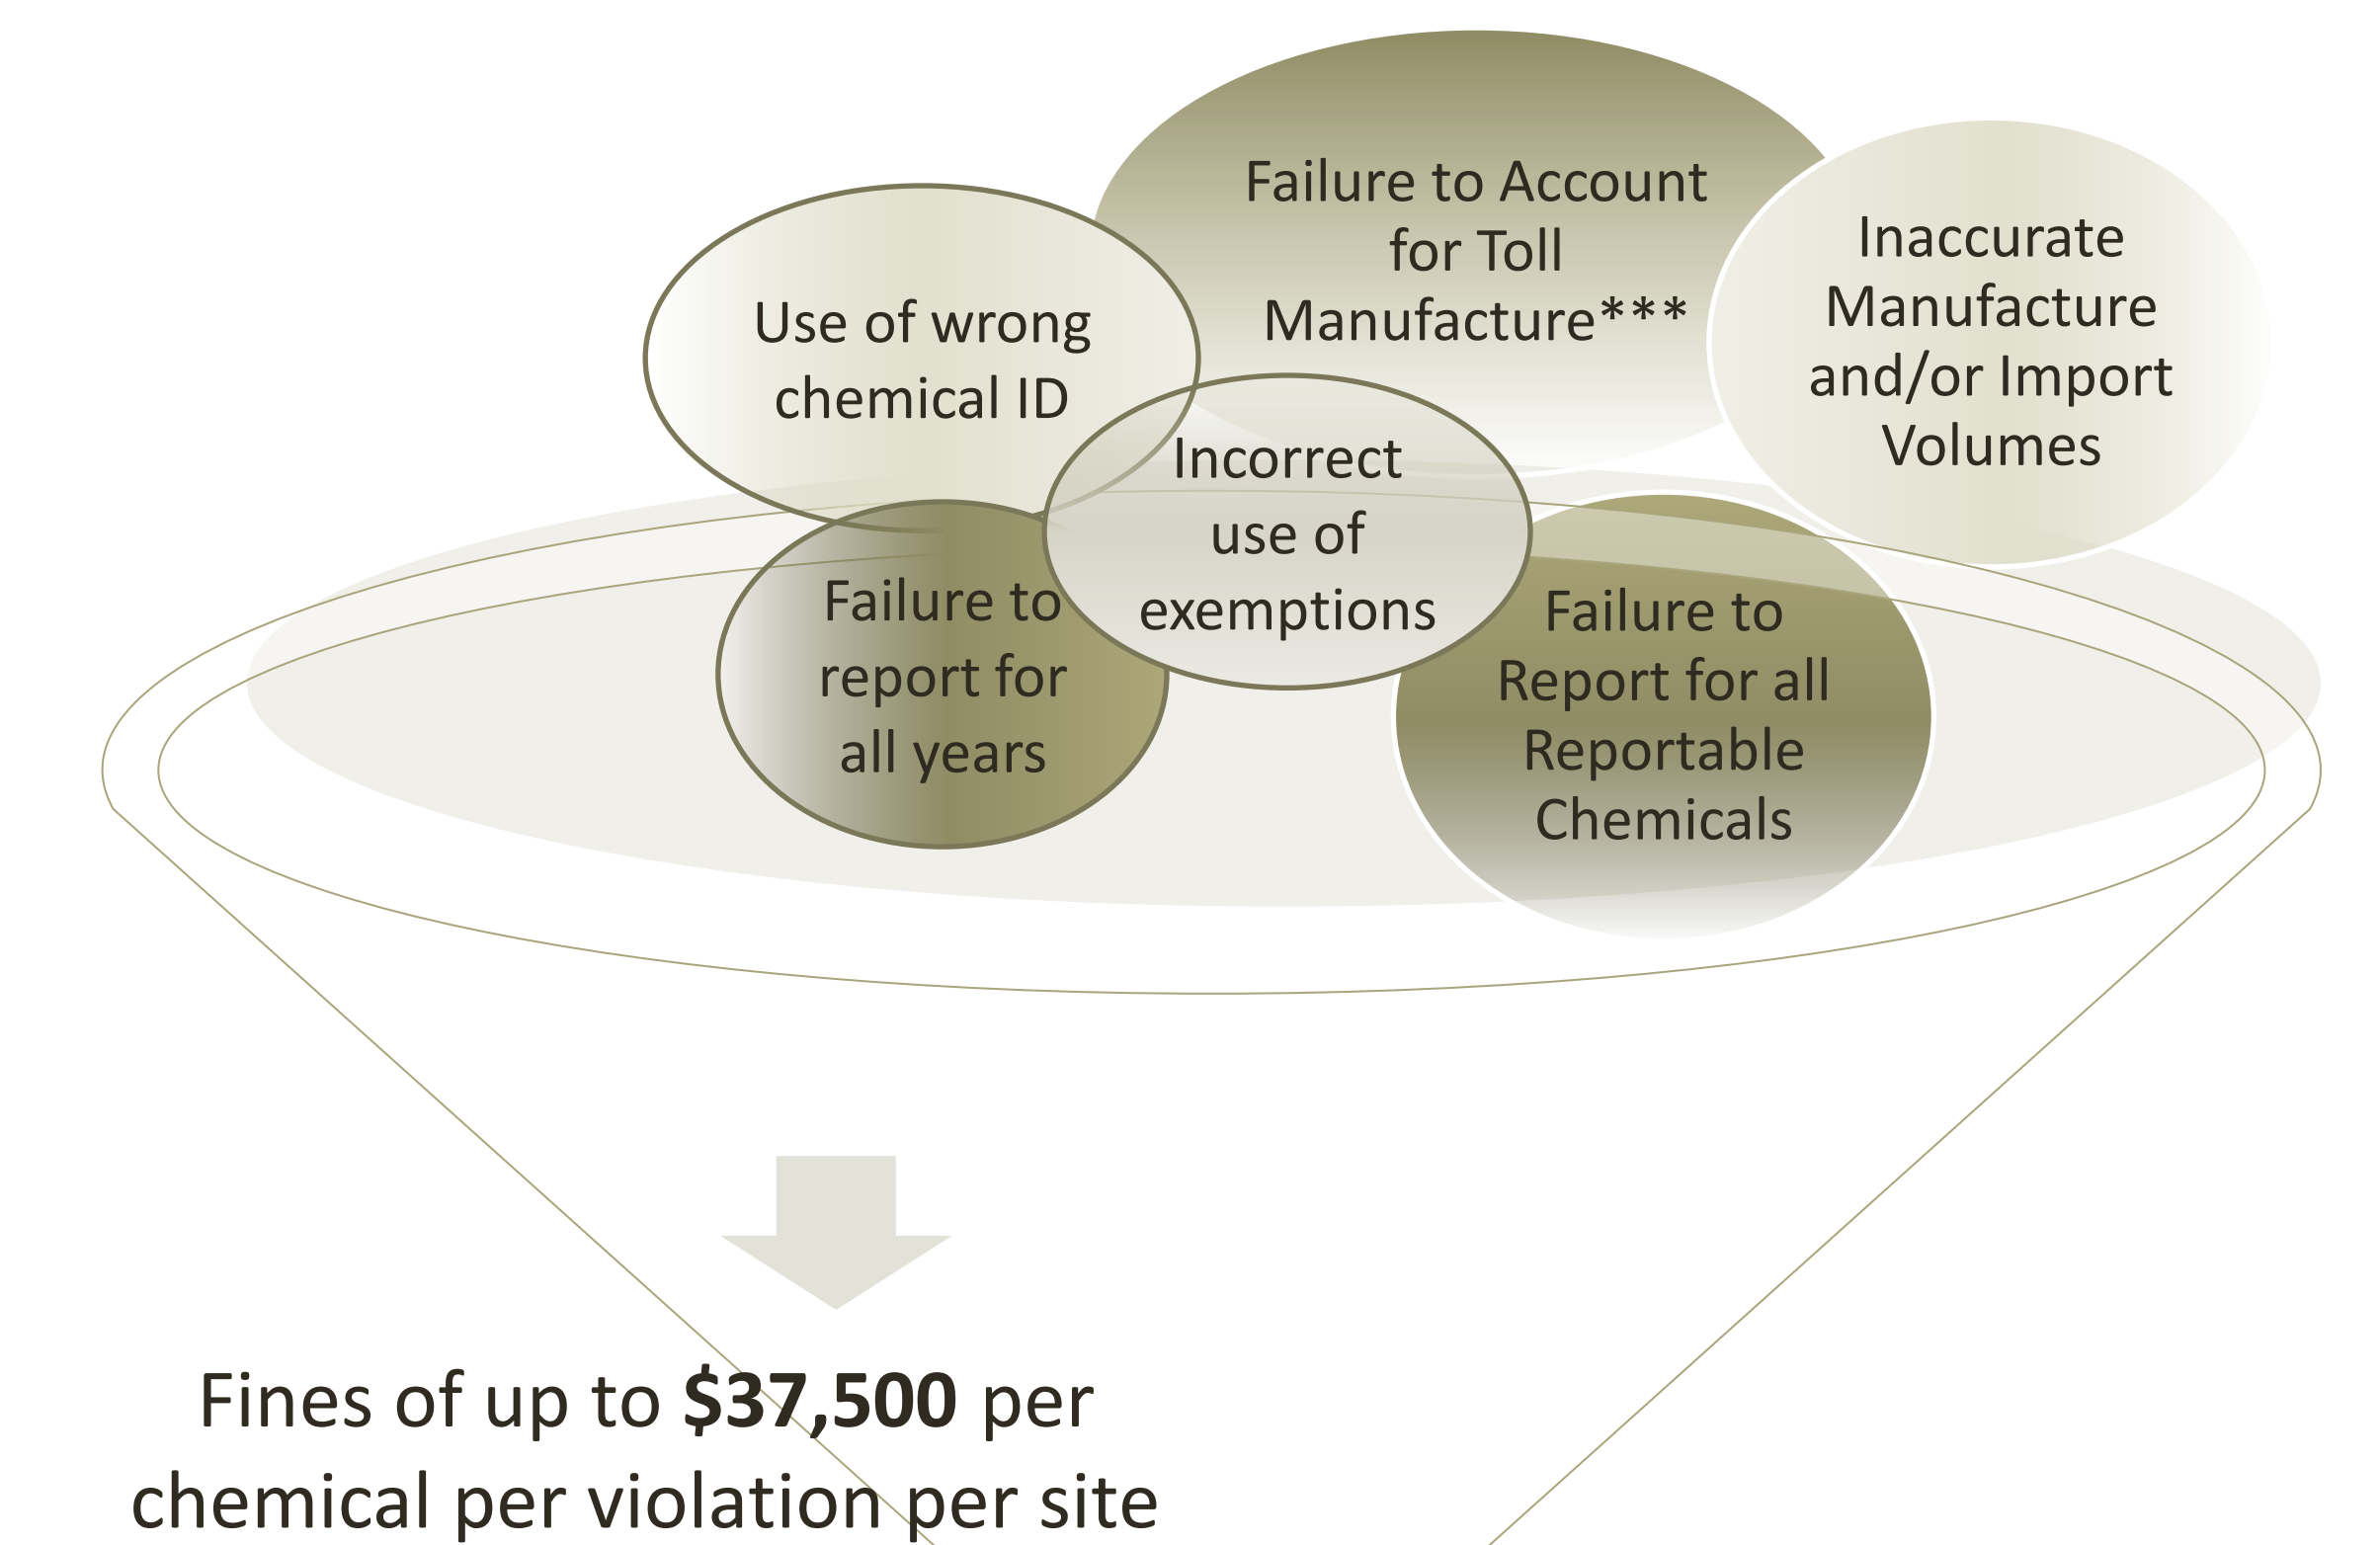 Failure to Account
for Toll
Manufacture***
Inaccurate
Manufacture
and/or Import
Volumes
Use of wrong
chemical ID
Incorrect
use of
exemptions
Failure to
report for
all years
Failure to
Report for all
Reportable
Chemicals
Fines of up to $37,500 per
chemical per violation per site